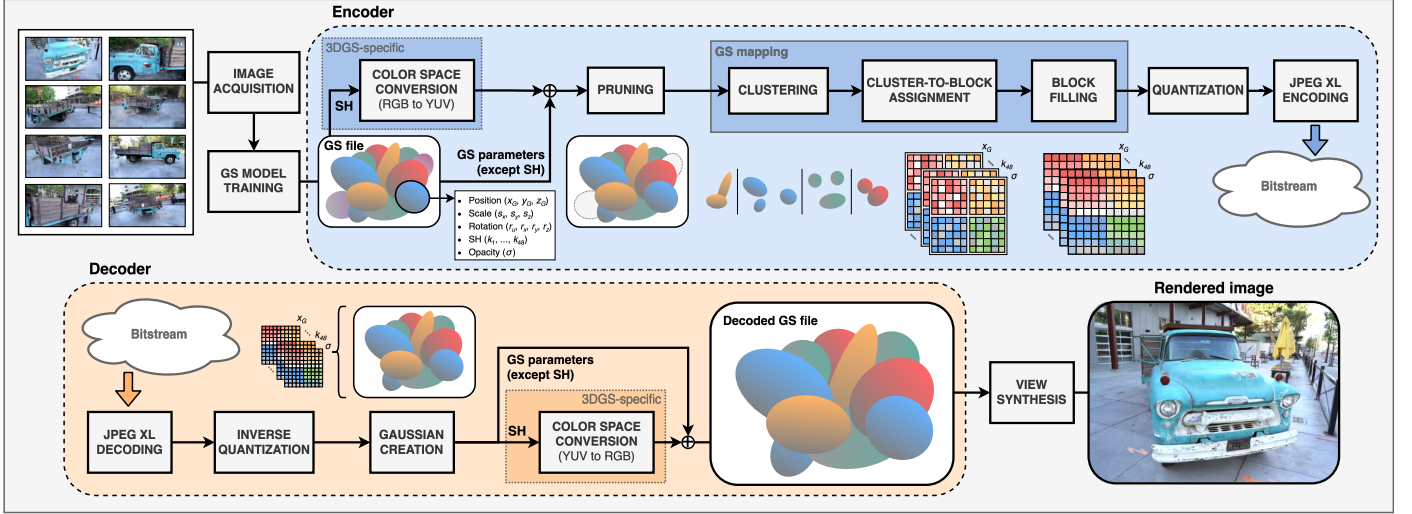 Encoder
3DGS-specific
COLOR SPACE
CONVERSION
(RGB to YUV)
SH
IMAGE
ACQUISITION
GS MODEL
TRAINING
GS file
GS parameters
(except SH)
• Position (x_G, y_G, z_G)
• Scale (s_x, s_y, s_z)
• Rotation (r_u, r_x, r_y, r_z)
• SH (k_1, ..., k_48)
• Opacity (σ)
PRUNING
GS mapping
CLUSTERING
CLUSTER-TO-BLOCK
ASSIGNMENT
BLOCK
FILLING
QUANTIZATION
JPEG XL
ENCODING
x_G
...
k_48
σ
...
x_G
...
k_48
σ
...
Bitstream
Decoder
Bitstream
x_G
...
k_48
σ
...
JPEG XL
DECODING
INVERSE
QUANTIZATION
GAUSSIAN
CREATION
GS parameters
(except SH)
3DGS-specific
SH
COLOR SPACE
CONVERSION
(YUV to RGB)
Decoded GS file
VIEW
SYNTHESIS
Rendered image